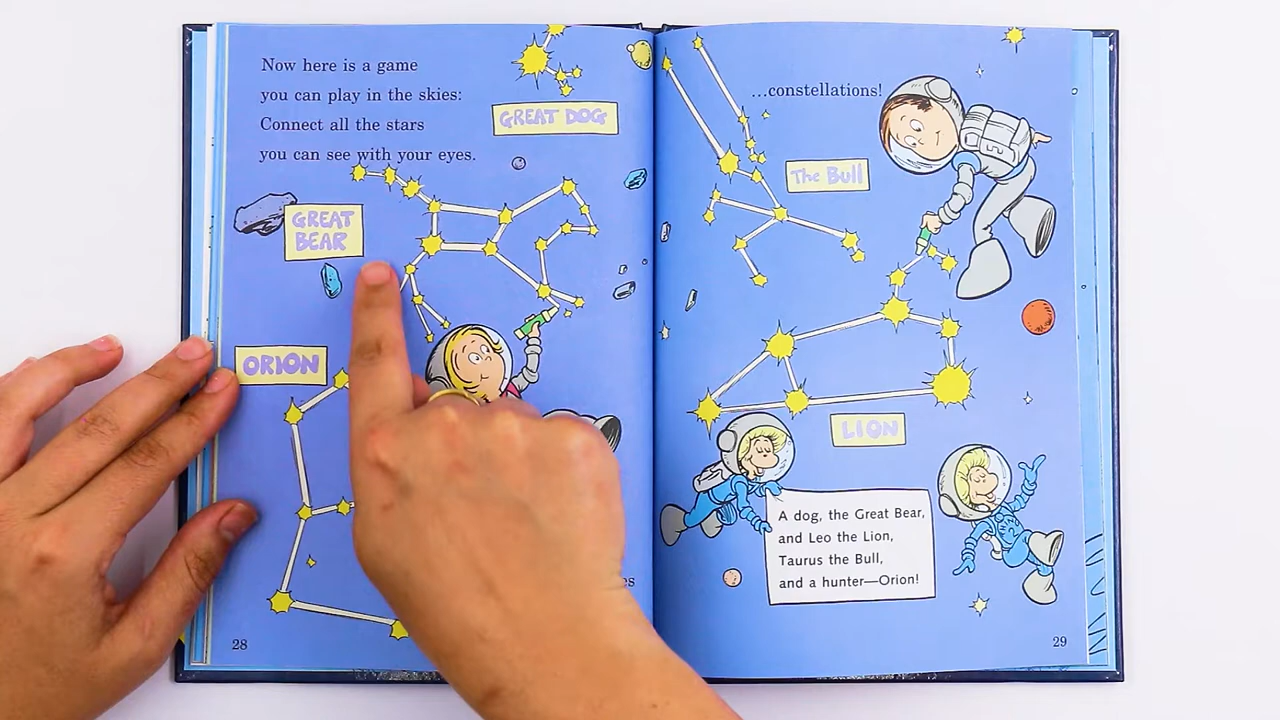 Now here is a game
you can play in the skies:
Connect all the stars
you can see with your eyes.
GREAT DOG
GREAT
BEAR
ORION
28
...constellations!
The Bull
LION
A dog, the Great Bear,
and Leo the Lion,
Taurus the Bull,
and a hunter—Orion!
29